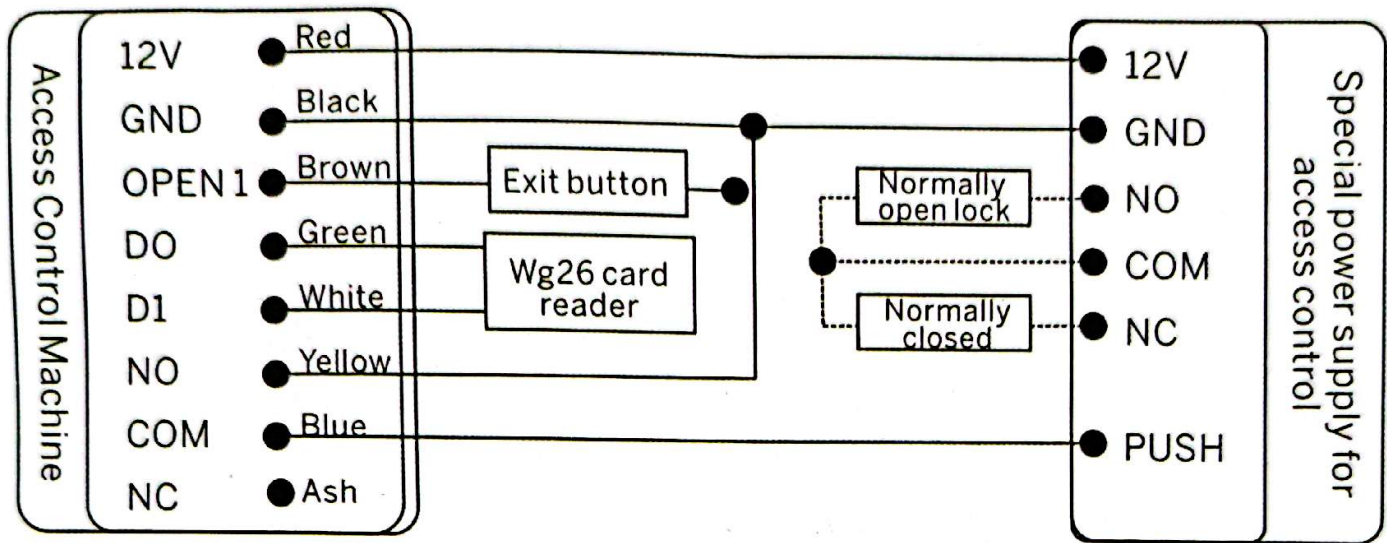 Access Control Machine
12V
Red
GND
Black
OPEN1
Brown
DO
Green
D1
White
NO
Yellow
COM
Blue
NC
Ash
Exit button
Wg26 card
reader
Normally
open lock
Normally
closed
12V
GND
NO
COM
NC
PUSH
Special power supply for
access control